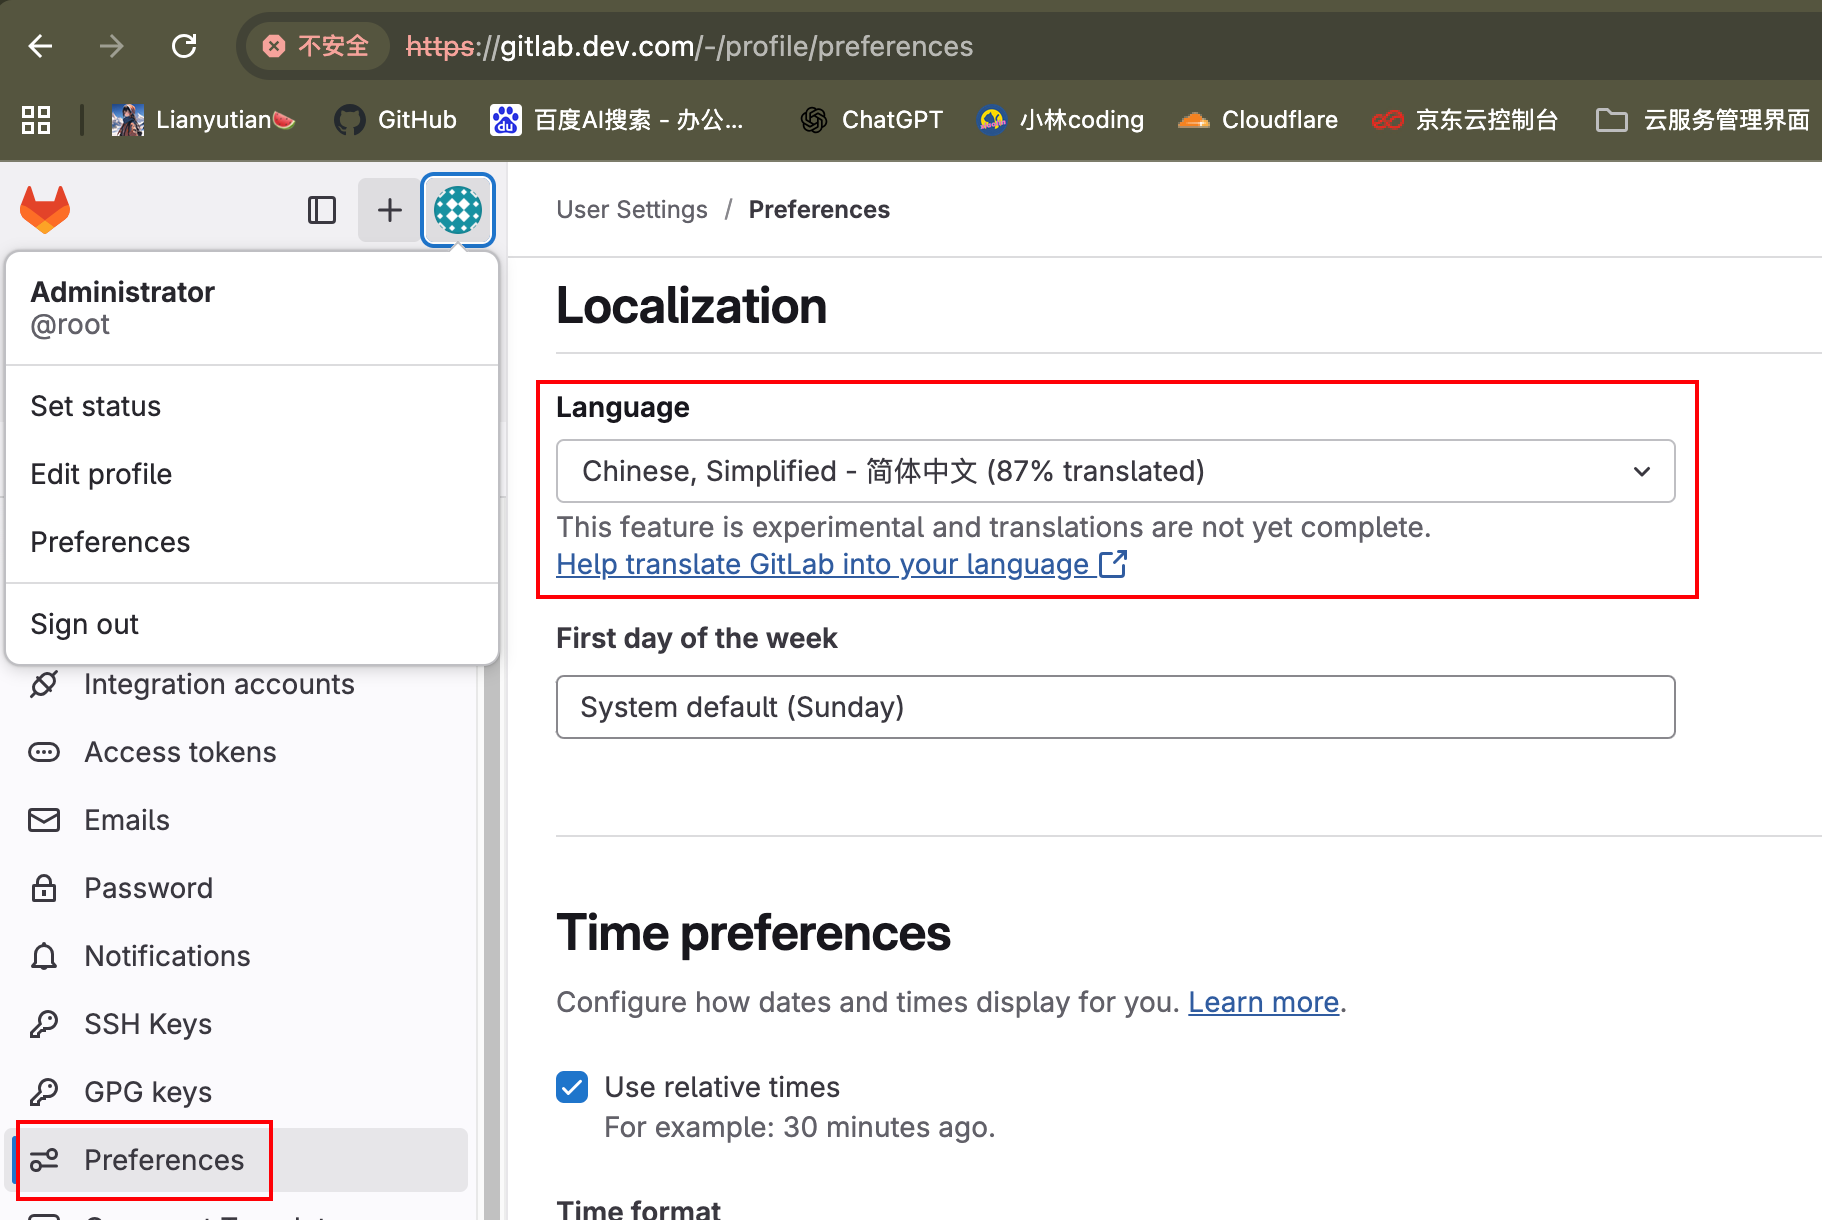 不安全 https://gitlab.dev.com/-/profile/preferences
Lianyutian🍉 GitHub 百度AI搜索 - 办公... ChatGPT 小林coding Cloudflare 京东云控制台 云服务管理界面
User Settings / Preferences
Administrator
@root
Set status
Edit profile
Preferences
Sign out
Integration accounts
Access tokens
Emails
Password
Notifications
SSH Keys
GPG keys
Preferences
Localization
Language
Chinese, Simplified - 简体中文 (87% translated)
This feature is experimental and translations are not yet complete.
Help translate GitLab into your language
First day of the week
System default (Sunday)
Time preferences
Configure how dates and times display for you. Learn more.
Use relative times
For example: 30 minutes ago.
Time format